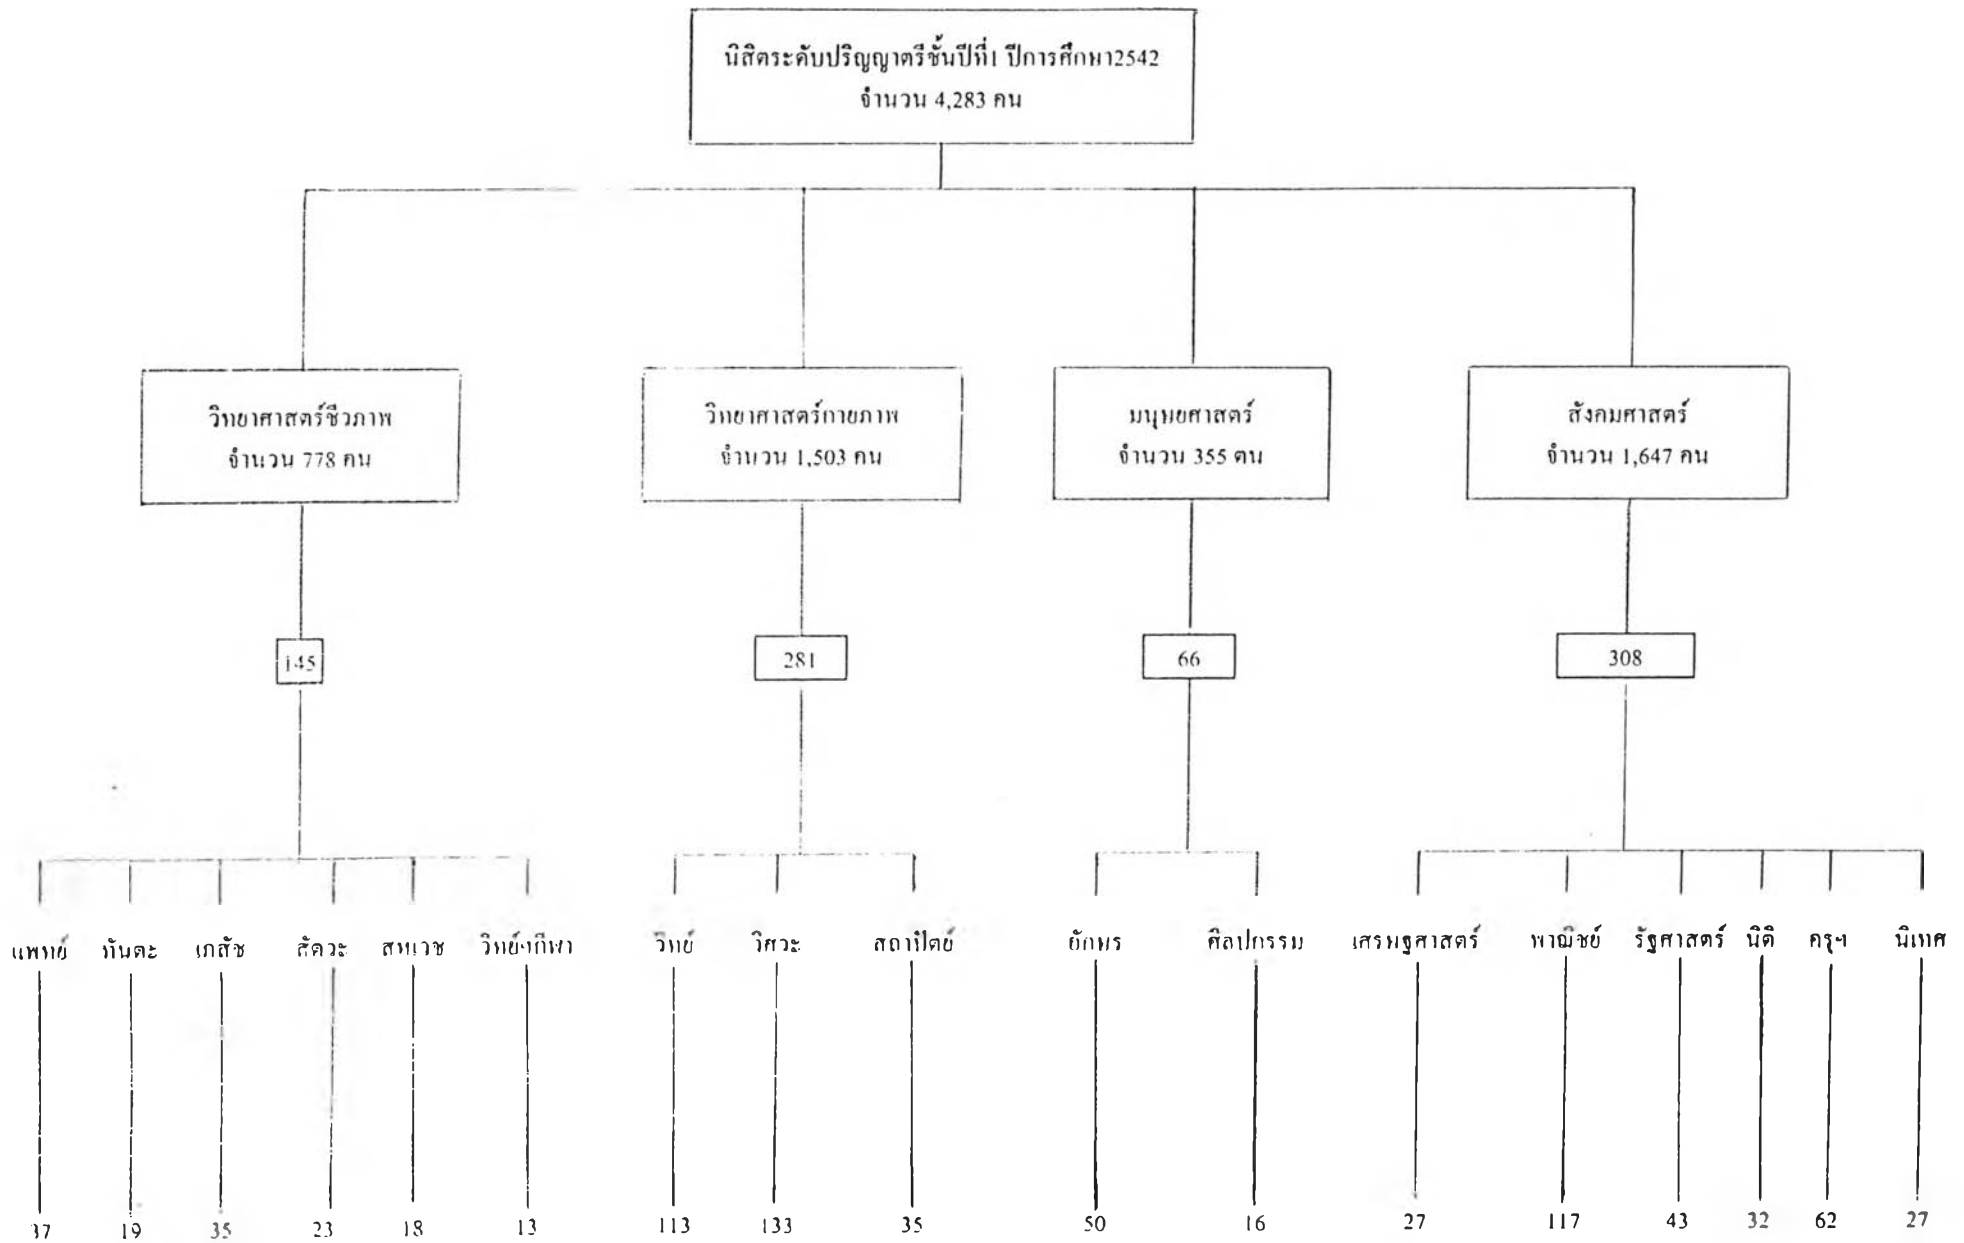 นิสิตระดับปริญญาตรีชั้นปีที่1 ปีการศึกษา2542
จำนวน 4,283 คน
วิทยาศาสตร์ชีวภาพ
จำนวน 778 คน
วิทยาศาสตร์กายภาพ
จำนวน 1,503 คน
มนุษยศาสตร์
จำนวน 355 คน
สังคมศาสตร์
จำนวน 1,647 คน
145 281 66 308
แพทย์ ทันตะ เภสัช สัตวะ สหเวช วิทย์ฯกีฬา วิทย์ วิศวะ สถาปัตย์ อักษร ศิลปกรรม เศรษฐศาสตร์ พาณิชย์ รัฐศาสตร์ นิติ ครุฯ นิเทศ
37 19 35 23 18 13 113 133 35 50 16 27 117 43 32 62 27